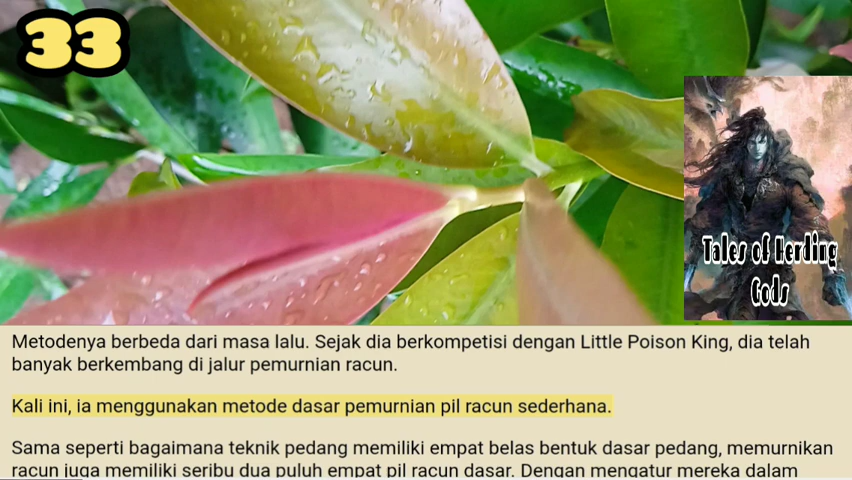 33
Tales of Herding
Gods
Metodenya berbeda dari masa lalu. Sejak dia berkompetisi dengan Little Poison King, dia telah
banyak berkembang di jalur pemurnian racun.
Kali ini, ia menggunakan metode dasar pemurnian pil racun sederhana.
Sama seperti bagaimana teknik pedang memiliki empat belas bentuk dasar pedang, memurnikan
racun juga memiliki seribu dua puluh empat pil racun dasar. Dengan mengatur mereka dalam